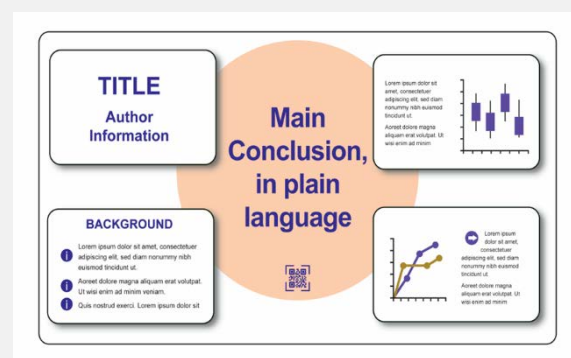 TITLE
Author
Information
BACKGROUND
Lorem ipsum dolor sit amet, consectetuer
adipiscing elit, sed diam nonummy nibh
euismod tincidunt ut.
Aoreet dolore magna aliquam erat volutpat.
Ut wisi enim ad minim veniam.
Quis nostrud exerci. Lorem ipsum dolor sit
Main
Conclusion,
in plain
language
Lorem ipsum dolor sit
amet, consectetuer
adipiscing elit, sed diam
nonummy nibh euismod
tincidunt ut.
Aoreet dolore magna
aliquam erat volutpat. Ut
wisi enim ad minim
Lorem ipsum
dolor sit amet,
consectetuer
adipiscing elit, sed diam
nonummy nibh euismod
tincidunt ut.
Aoreet dolore magna
aliquam erat volutpat. Ut
wisi enim ad minim